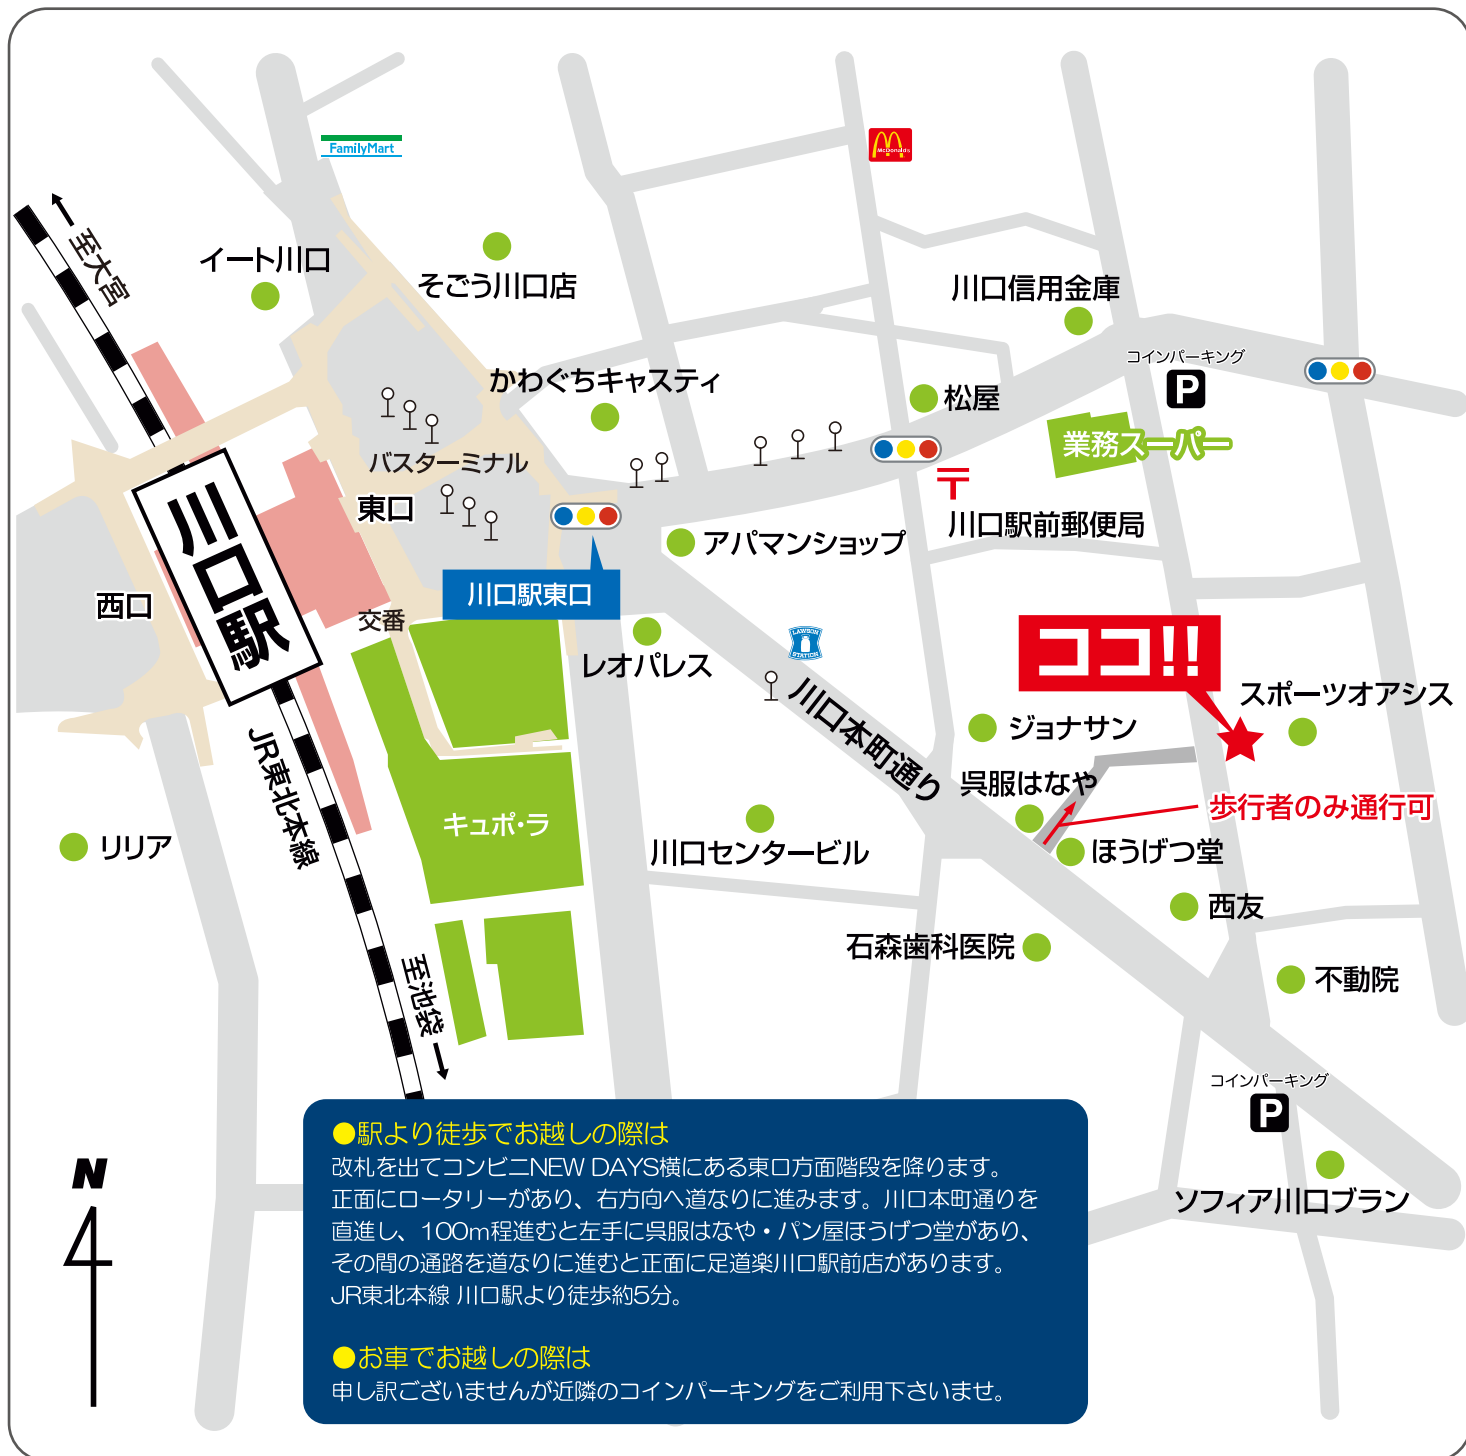 FamilyMart
McDonald's
至大宮
イート川口
そごう川口店
川口信用金庫
コインパーキング
P
かわぐちキャスティ
松屋
業務スーパー
バスターミナル
東口
川口駅
川口駅前郵便局
アパマンショップ
川口駅東口
西口
交番
LAWSON
STATION
レオパレス
ココ!!
スポーツオアシス
川口本町通り
ジョナサン
JR東北本線
呉服はなや
歩行者のみ通行可
キュポ・ラ
リリア
川口センタービル
ほうげつ堂
西友
石森歯科医院
不動院
至池袋
コインパーキング
P
ソフィア川口ブラン
N
●駅より徒歩でお越しの際は
改札を出てコンビニNEW DAYS横にある東口方面階段を降ります。
正面にロータリーがあり、右方向へ道なりに進みます。川口本町通りを
直進し、100m程進むと左手に呉服はなや・パン屋ほうげつ堂があり、
その間の通路を道なりに進むと正面に足道楽川口駅前店があります。
JR東北本線 川口駅より徒歩約5分。
●お車でお越しの際は
申し訳ございませんが近隣のコインパーキングをご利用下さいませ。